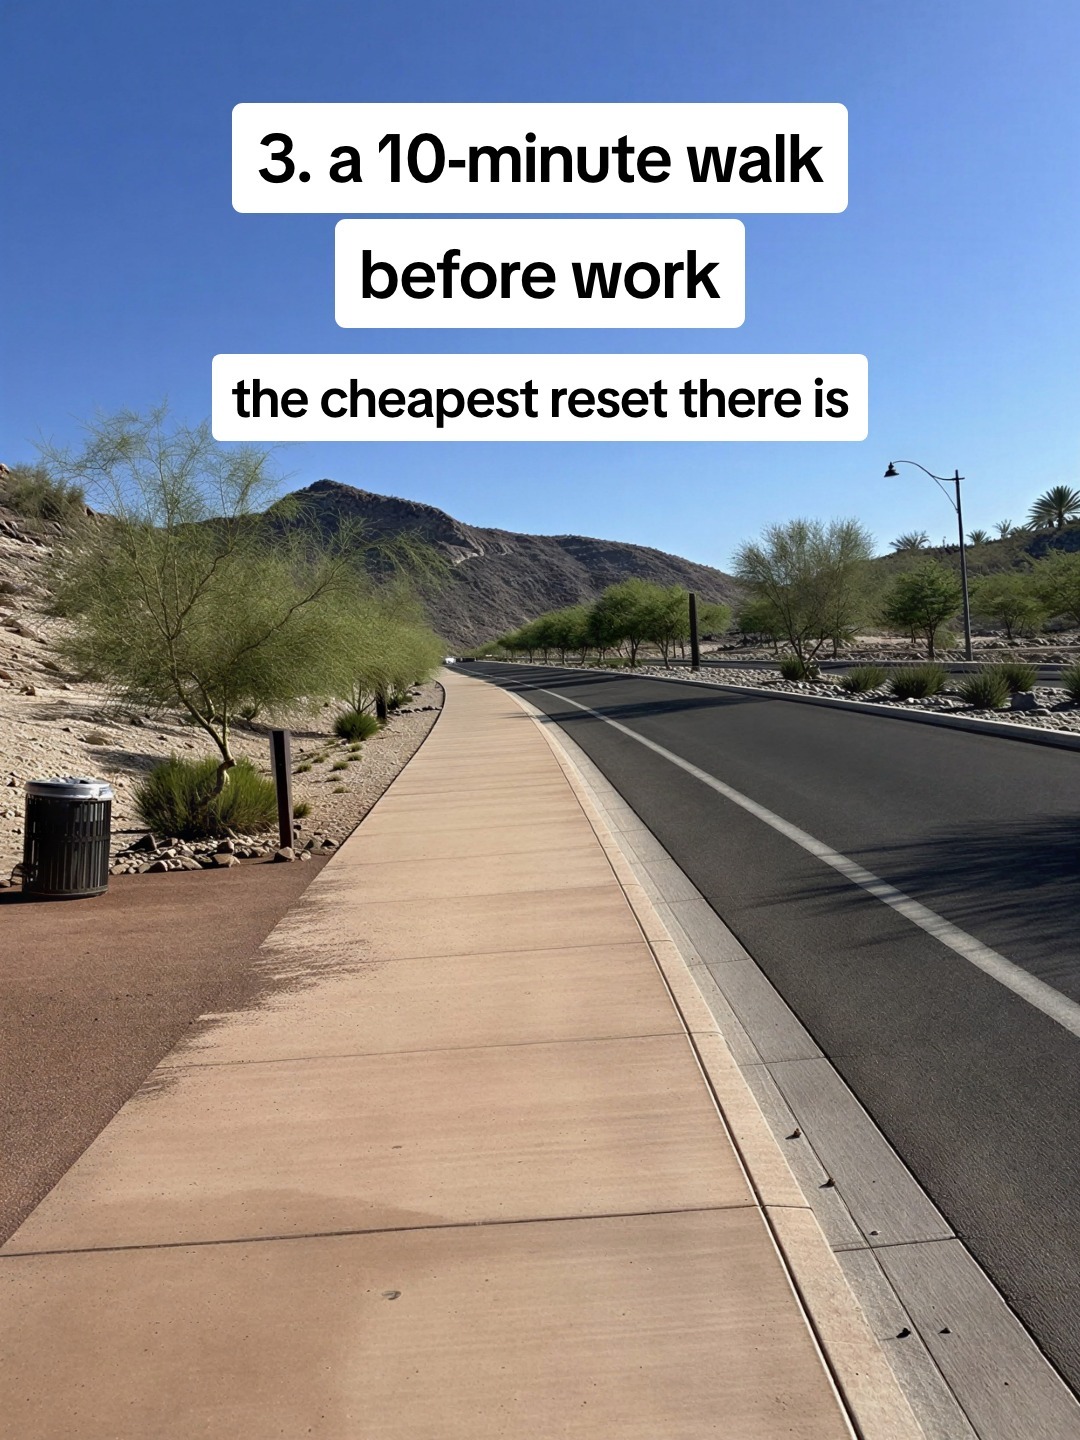 3. a 10-minute walk
before work
the cheapest reset there is